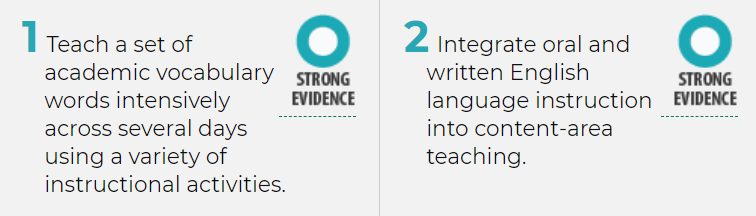 1 Teach a set of
academic vocabulary
words intensively
across several days
using a variety of
instructional activities.
STRONG
EVIDENCE
2 Integrate oral and
written English
language instruction
into content-area
teaching.
STRONG
EVIDENCE